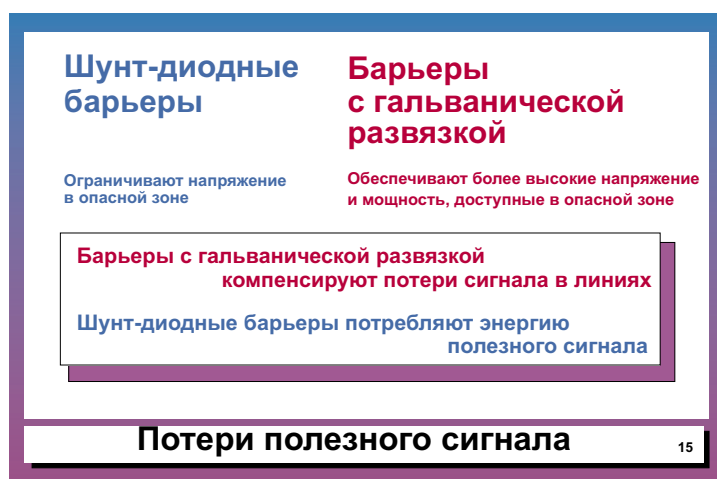 Шунт-диодные
барьеры
Барьеры
с гальванической
развязкой
Ограничивают напряжение
в опасной зоне
Обеспечивают более высокие напряжение
и мощность, доступные в опасной зоне
Барьеры с гальванической развязкой
компенсируют потери сигнала в линиях
Шунт-диодные барьеры потребляют энергию
полезного сигнала
Потери полезного сигнала
15